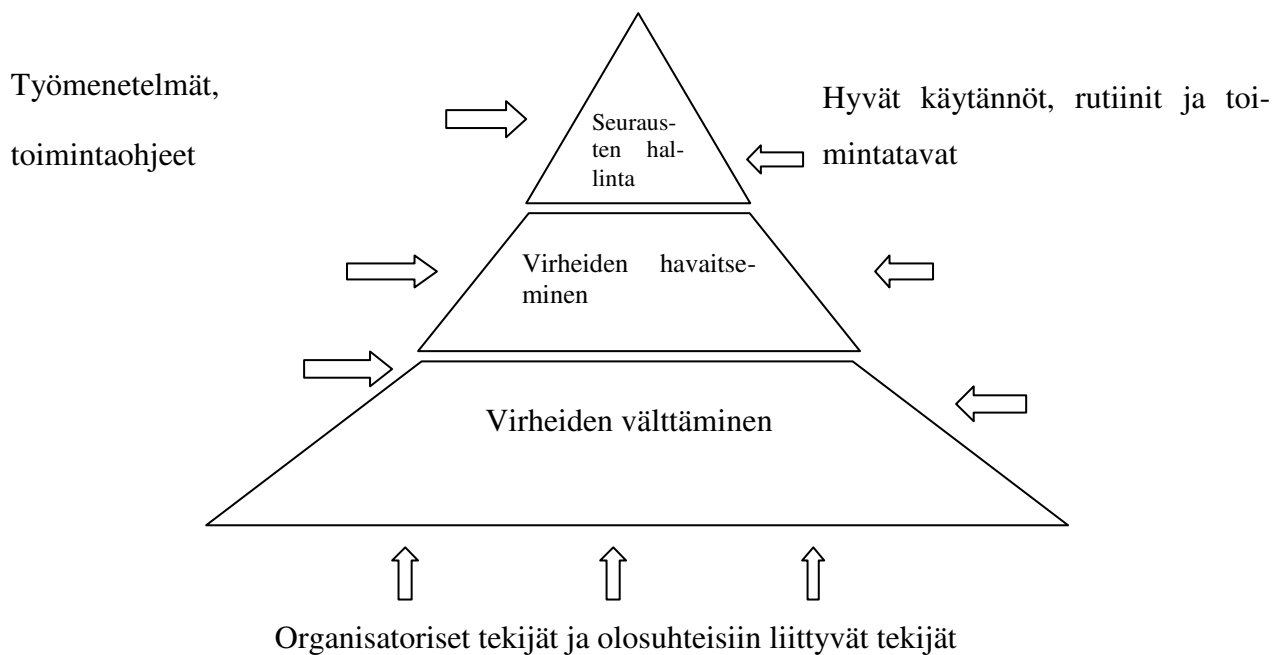 Työmenetelmät,
toimintaohjeet
Hyvät käytännöt, rutiinit ja toi-
mintatavat
Seuraus-
ten hal-
linta
Virheiden havaitse-
minen
Virheiden välttäminen
Organisatoriset tekijät ja olosuhteisiin liittyvät tekijät